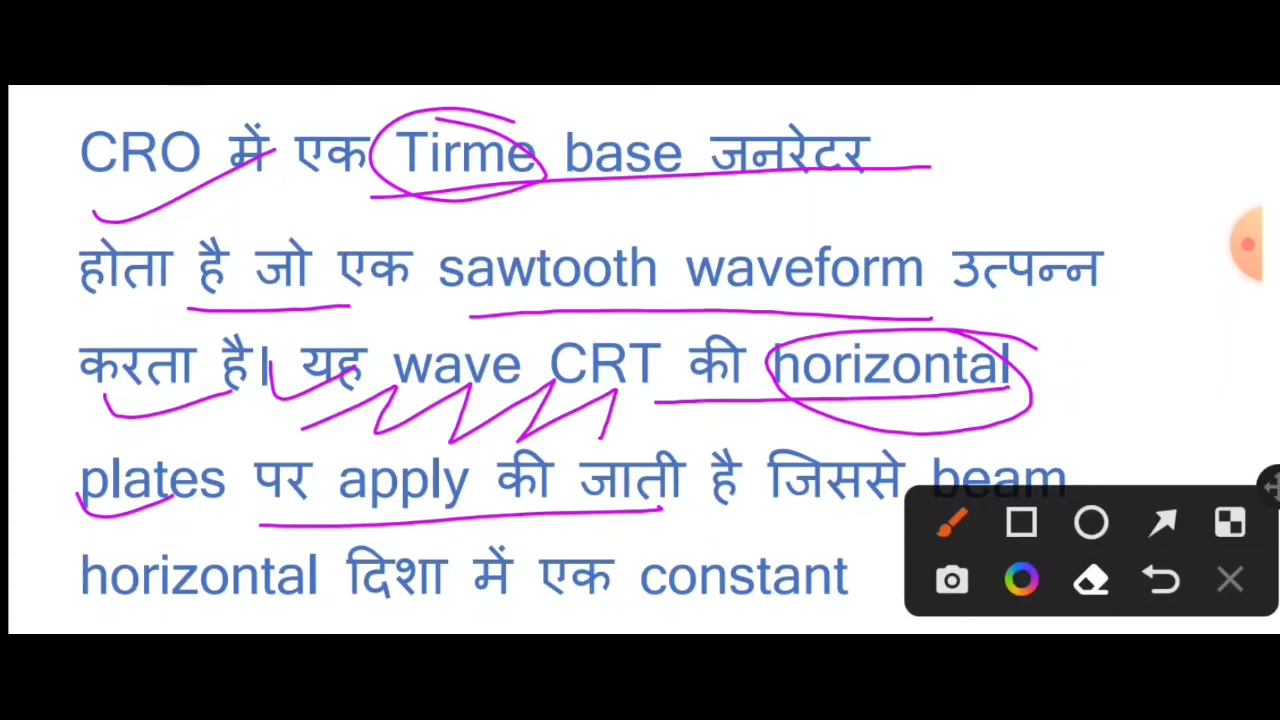 CRO में एक Tirme base जनरेटर
होता है जो एक sawtooth waveform उत्पन्न
करता है। यह wave CRT की horizontal
plates पर apply की जाती है जिससे beam
horizontal दिशा में एक constant